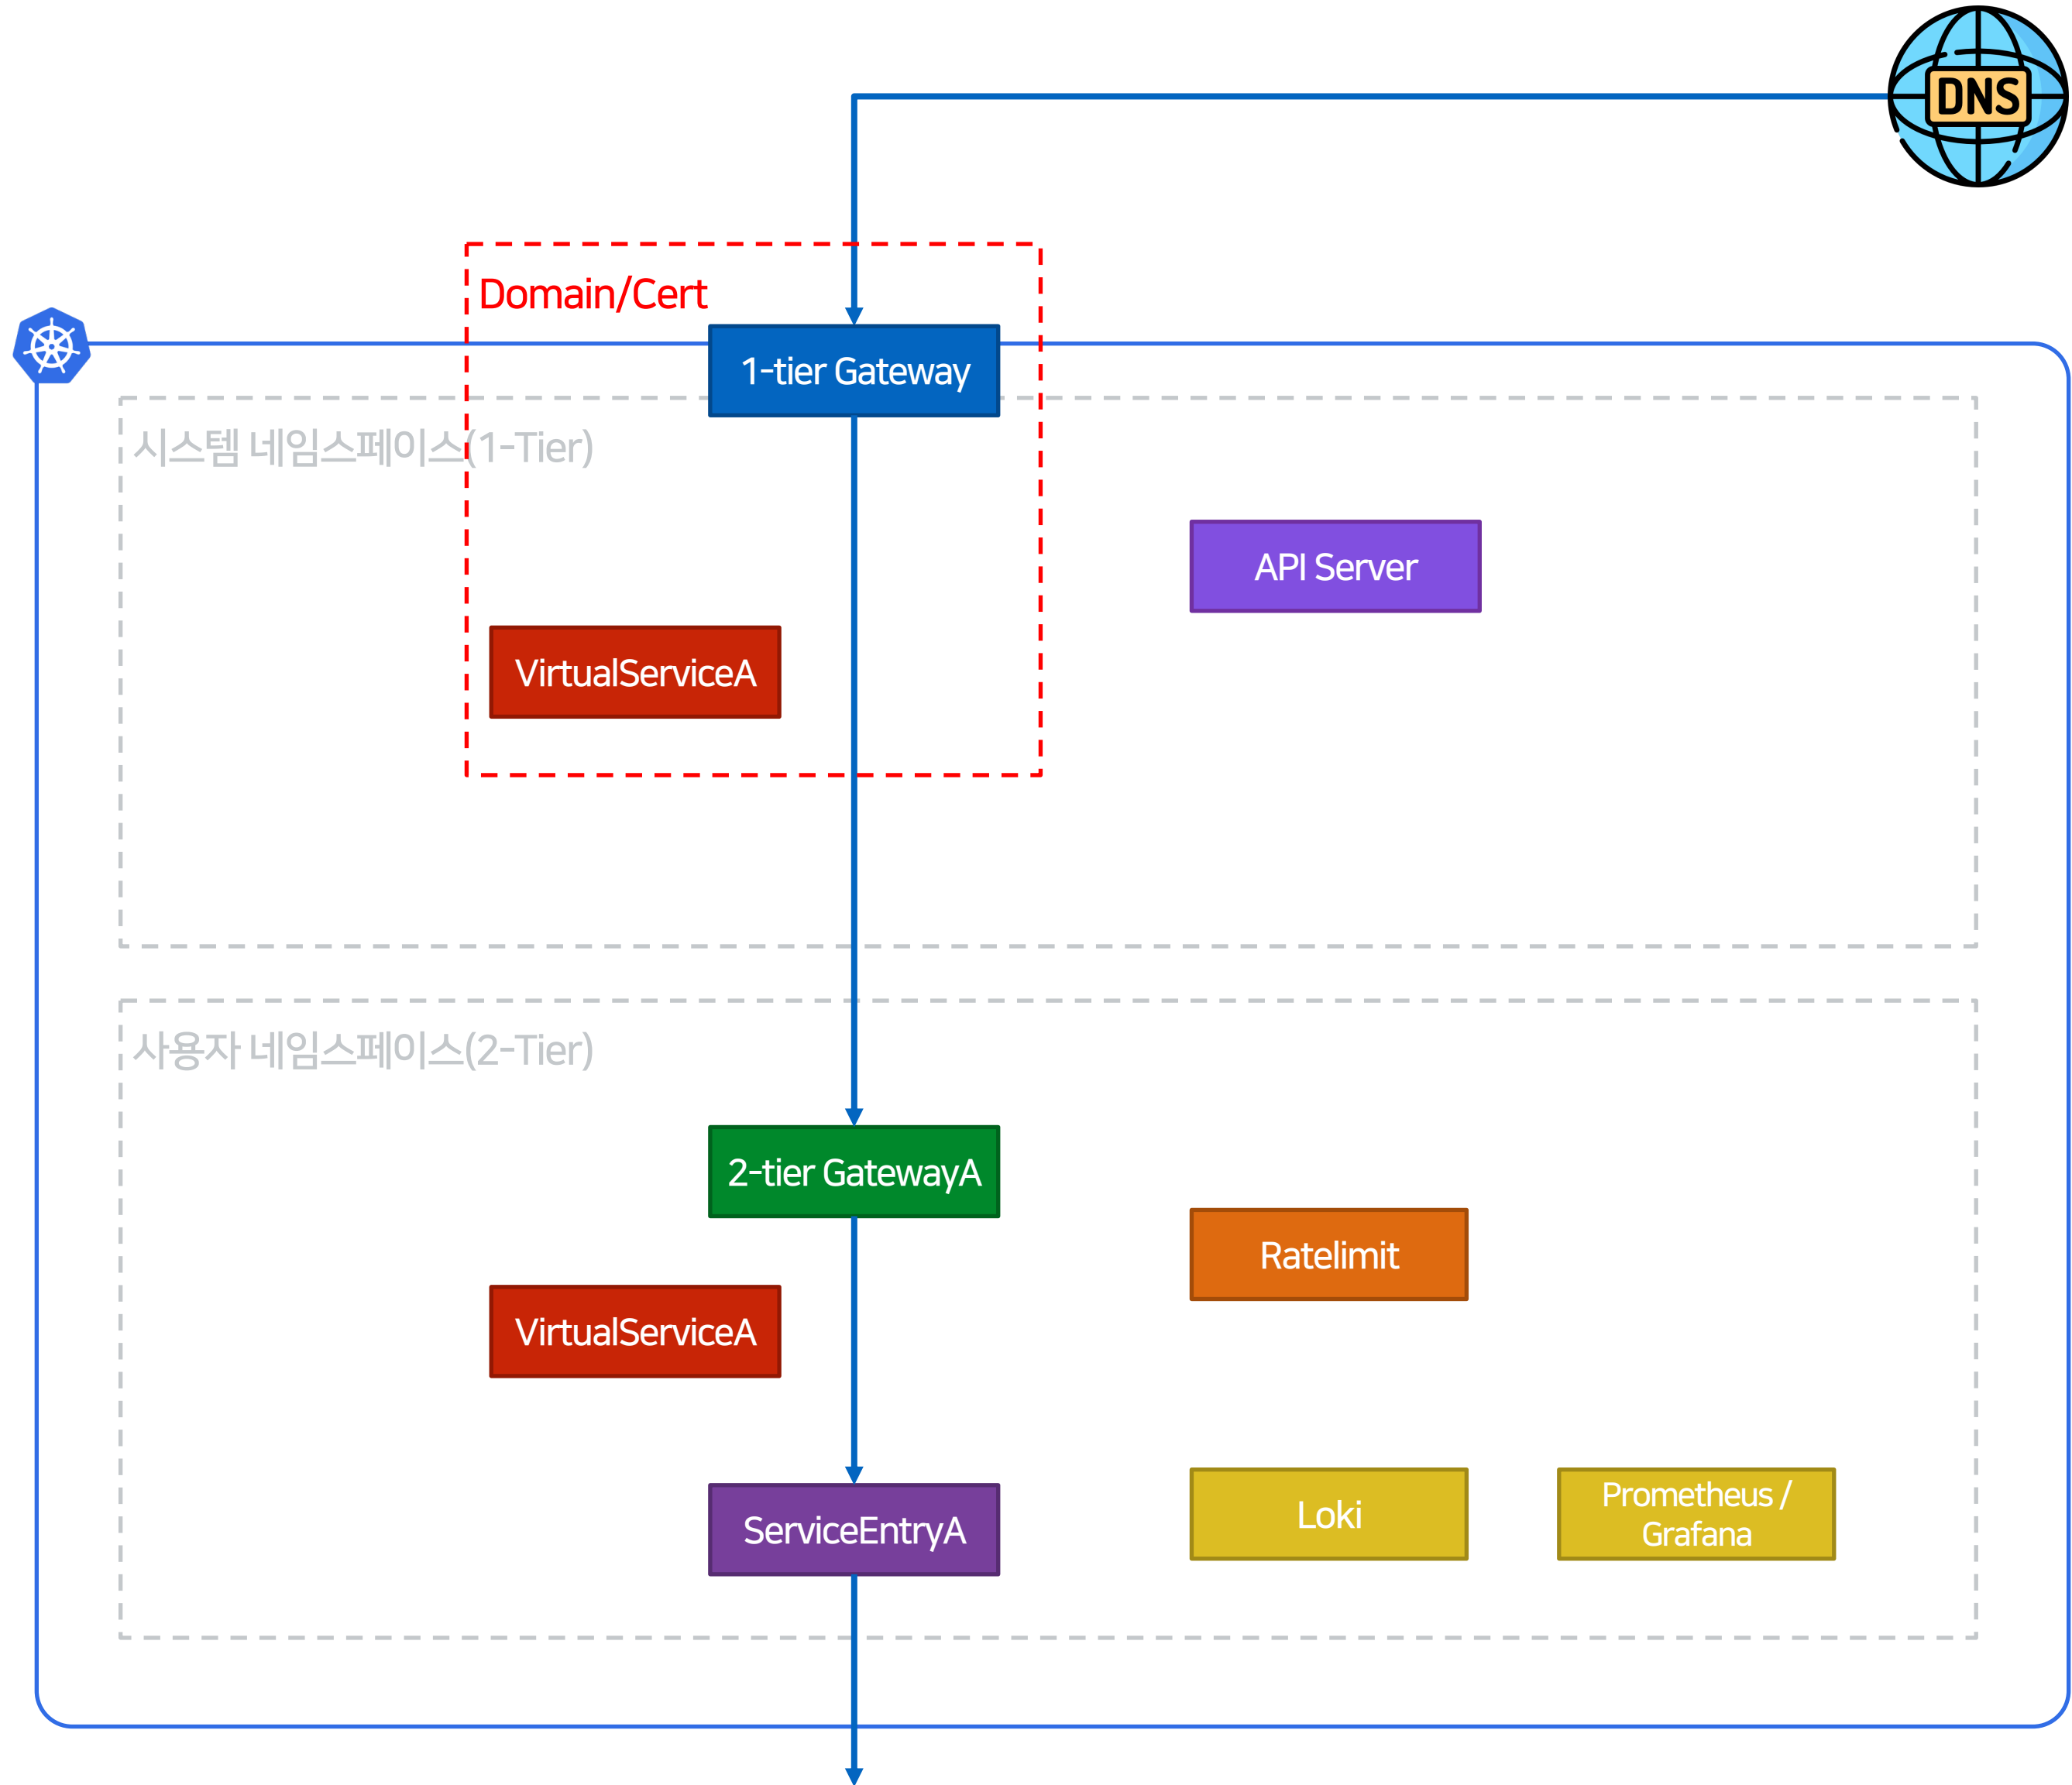 DNS
Domain/Cert
1-tier Gateway
시스템 네임스페이스(1-Tier)
API Server
VirtualServiceA
사용자 네임스페이스(2-Tier)
2-tier GatewayA
Ratelimit
VirtualServiceA
ServiceEntryA
Loki
Prometheus /
Grafana